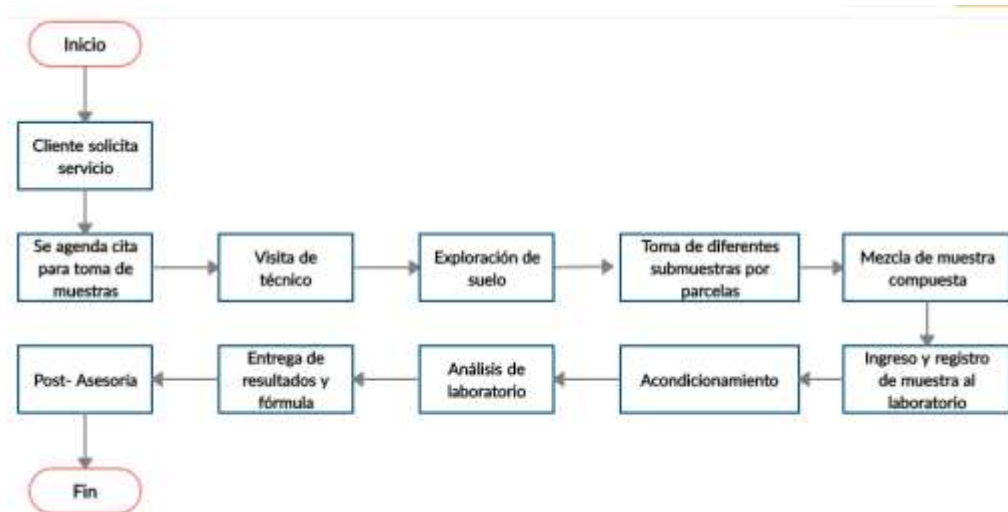 Inicio
Cliente solicita
servicio
Se agenda cita
para toma de
muestras
Visita de
técnico
Exploración de
suelo
Toma de diferentes
submuestras por
parcelas
Mezcla de muestra
compuesta
Ingreso y registro
de muestra al
laboratorio
Acondicionamiento
Análisis de
laboratorio
Entrega de
resultados y
fórmula
Post- Asesoría
Fin